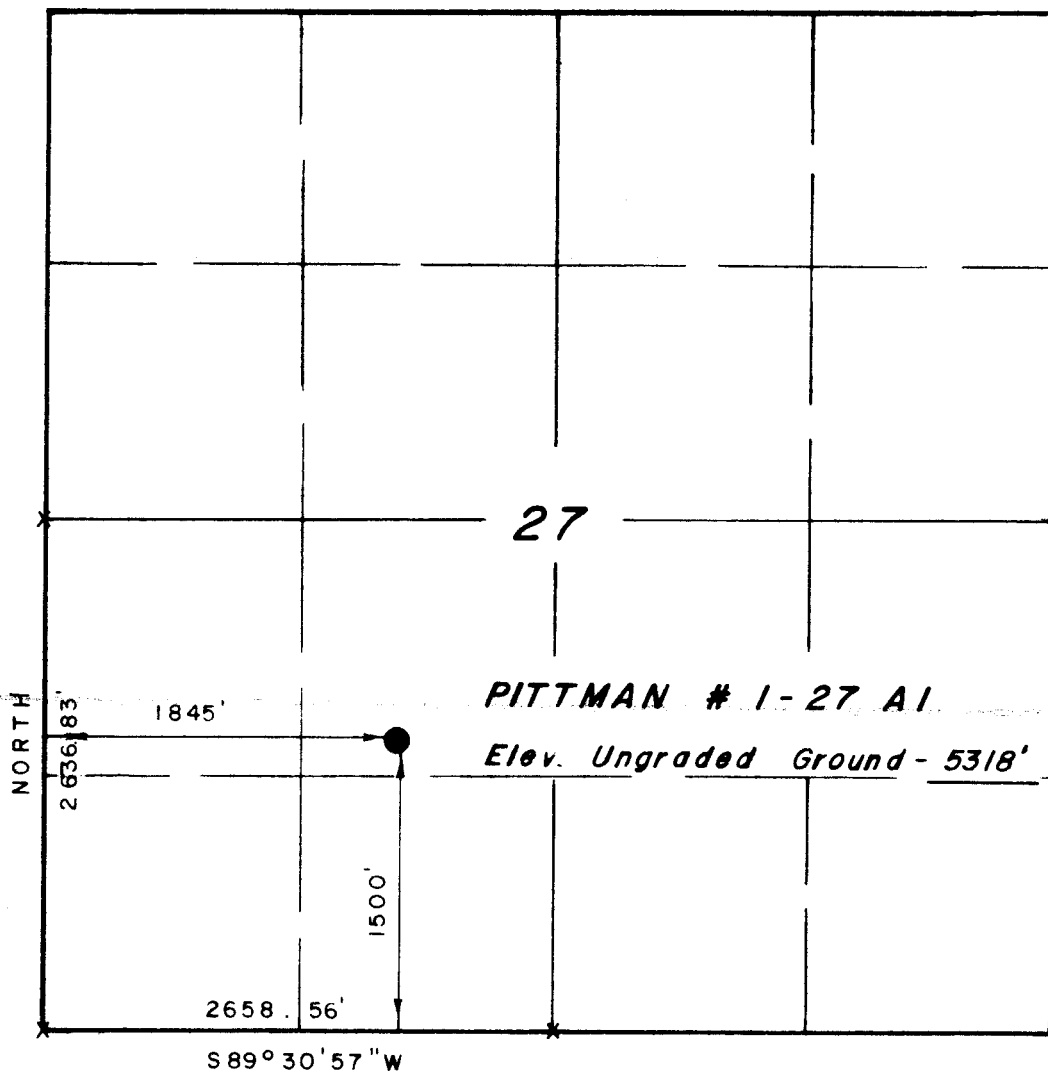 27
PITTMAN # 1-27 A1
Elev. Ungraded Ground - 5318'
NORTH
2636.83'
1845'
1500'
2658.56'
S89°30'57"W